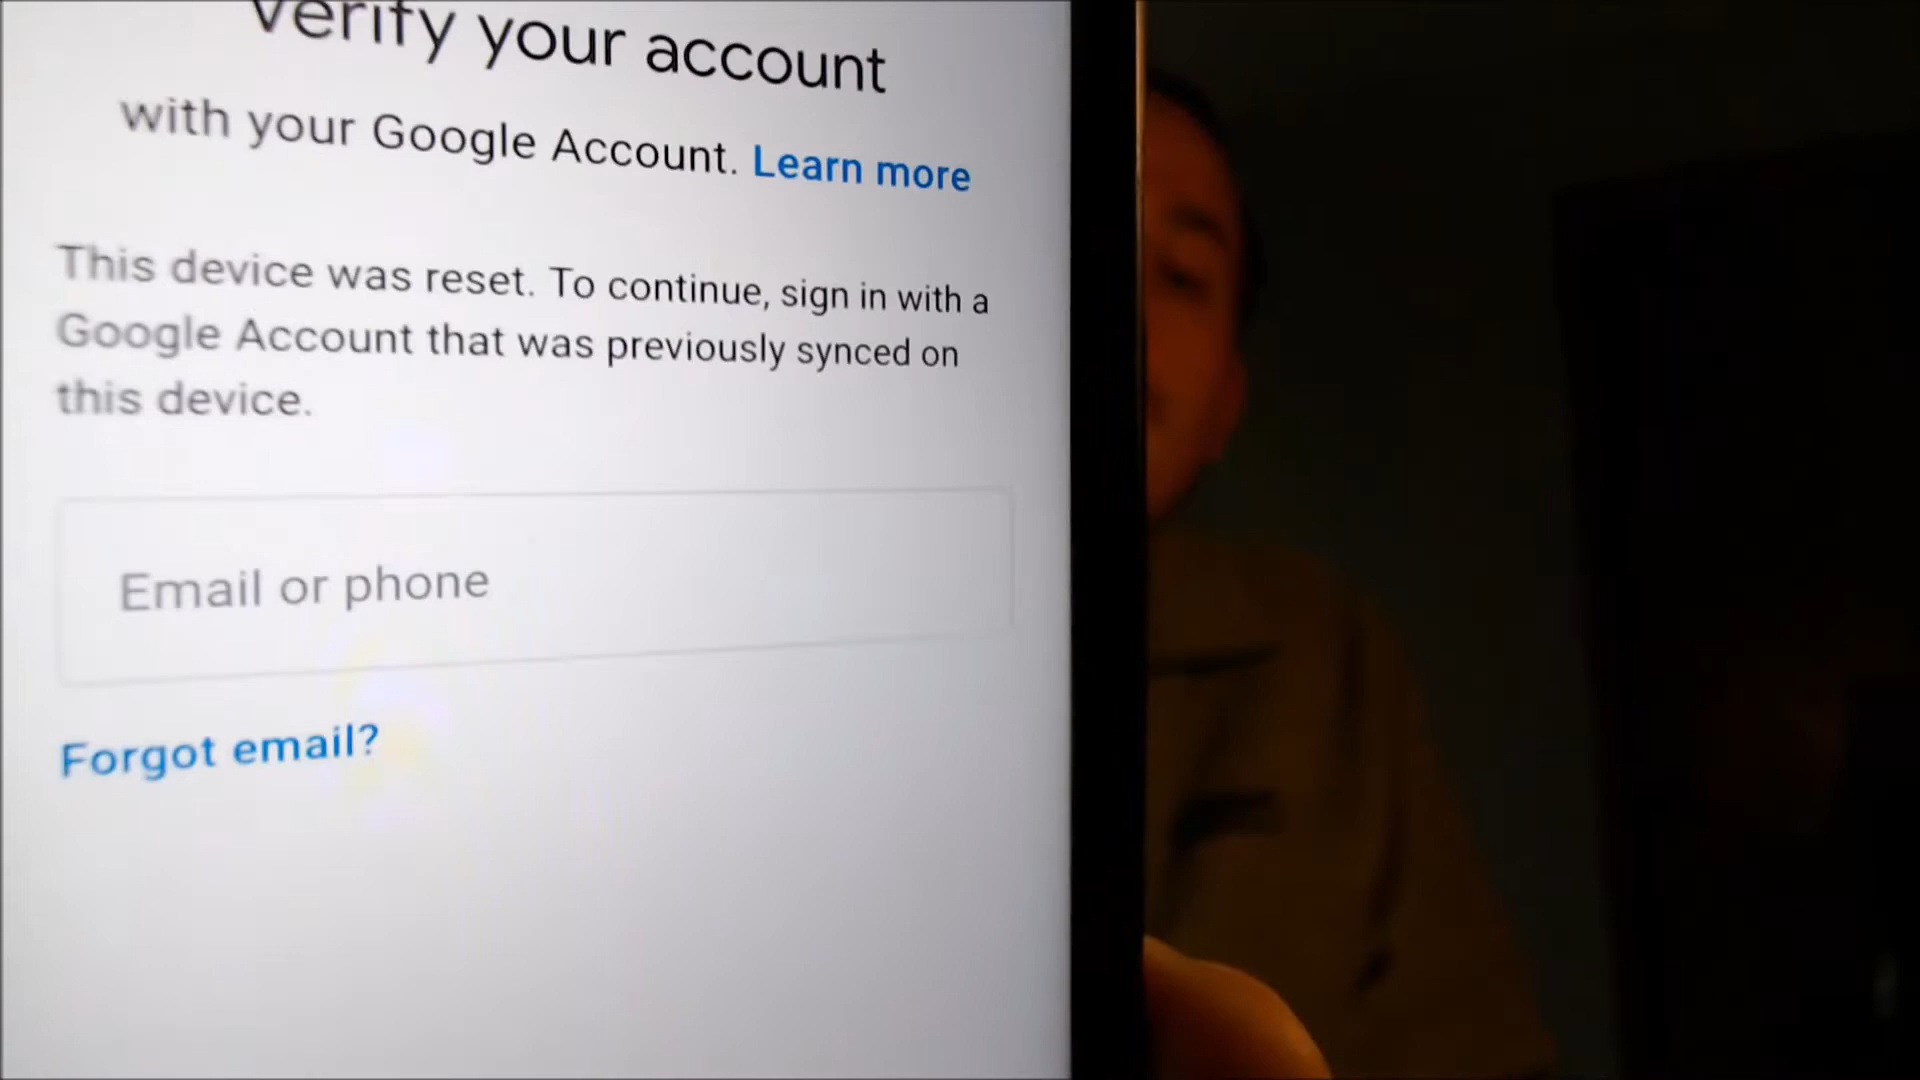 Verify your account
with your Google Account. Learn more
This device was reset. To continue, sign in with a
Google Account that was previously synced on
this device.
Email or phone
Forgot email?